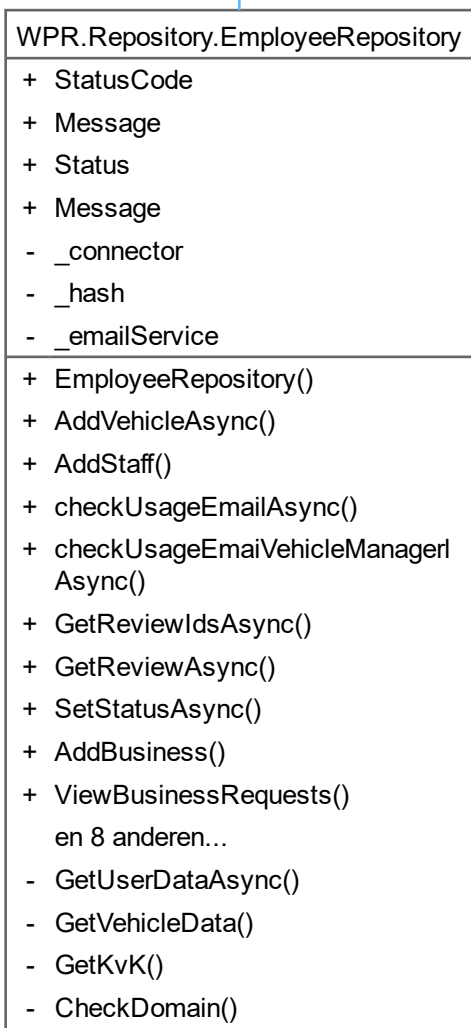 WPR.Repository.EmployeeRepository
+ StatusCode
+ Message
+ Status
+ Message
- _connector
- _hash
- _emailService
+ EmployeeRepository()
+ AddVehicleAsync()
+ AddStaff()
+ checkUsageEmailAsync()
+ checkUsageEmaiVehicleManagerl
Async()
+ GetReviewIdsAsync()
+ GetReviewAsync()
+ SetStatusAsync()
+ AddBusiness()
+ ViewBusinessRequests()
en 8 anderen...
- GetUserDataAsync()
- GetVehicleData()
- GetKvK()
- CheckDomain()